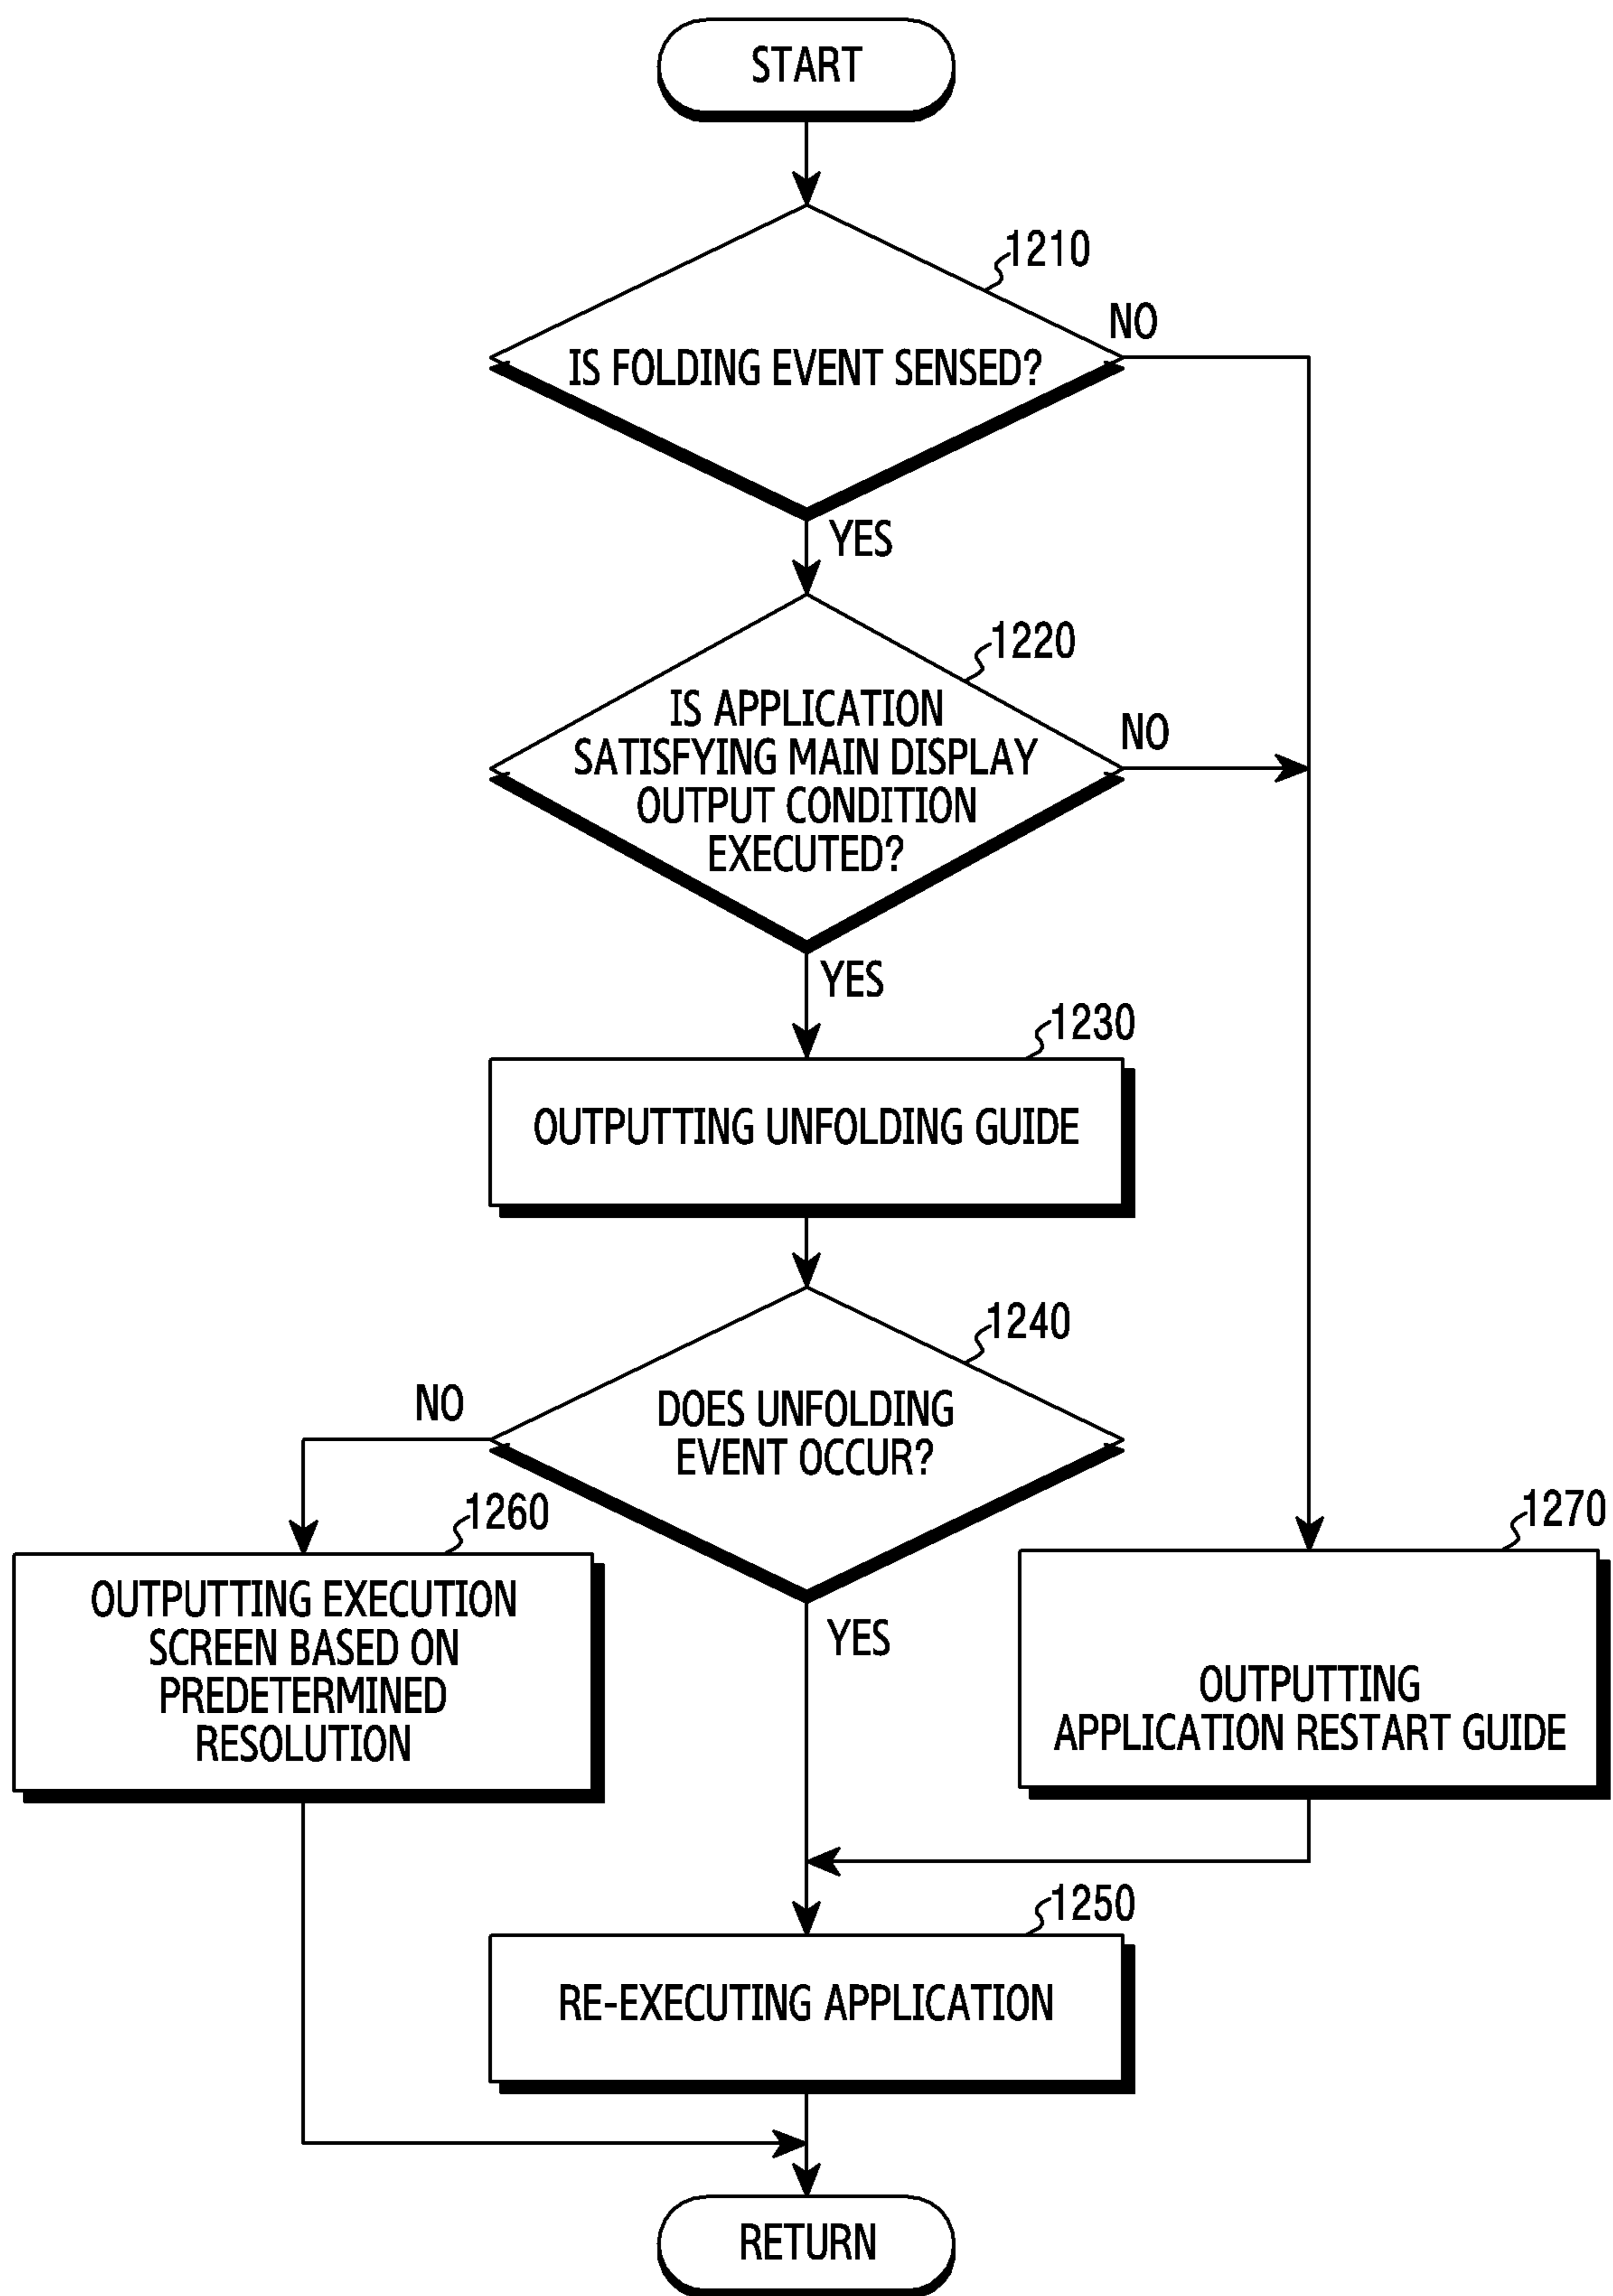 START
1210
NO
IS FOLDING EVENT SENSED?
YES
1220
IS APPLICATION
SATISFYING MAIN DISPLAY
OUTPUT CONDITION
EXECUTED?
NO
YES
1230
OUTPUTTING UNFOLDING GUIDE
1240
NO
DOES UNFOLDING
EVENT OCCUR?
YES
1260
OUTPUTTING EXECUTION
SCREEN BASED ON
PREDETERMINED
RESOLUTION
1270
OUTPUTTING
APPLICATION RESTART GUIDE
1250
RE-EXECUTING APPLICATION
RETURN